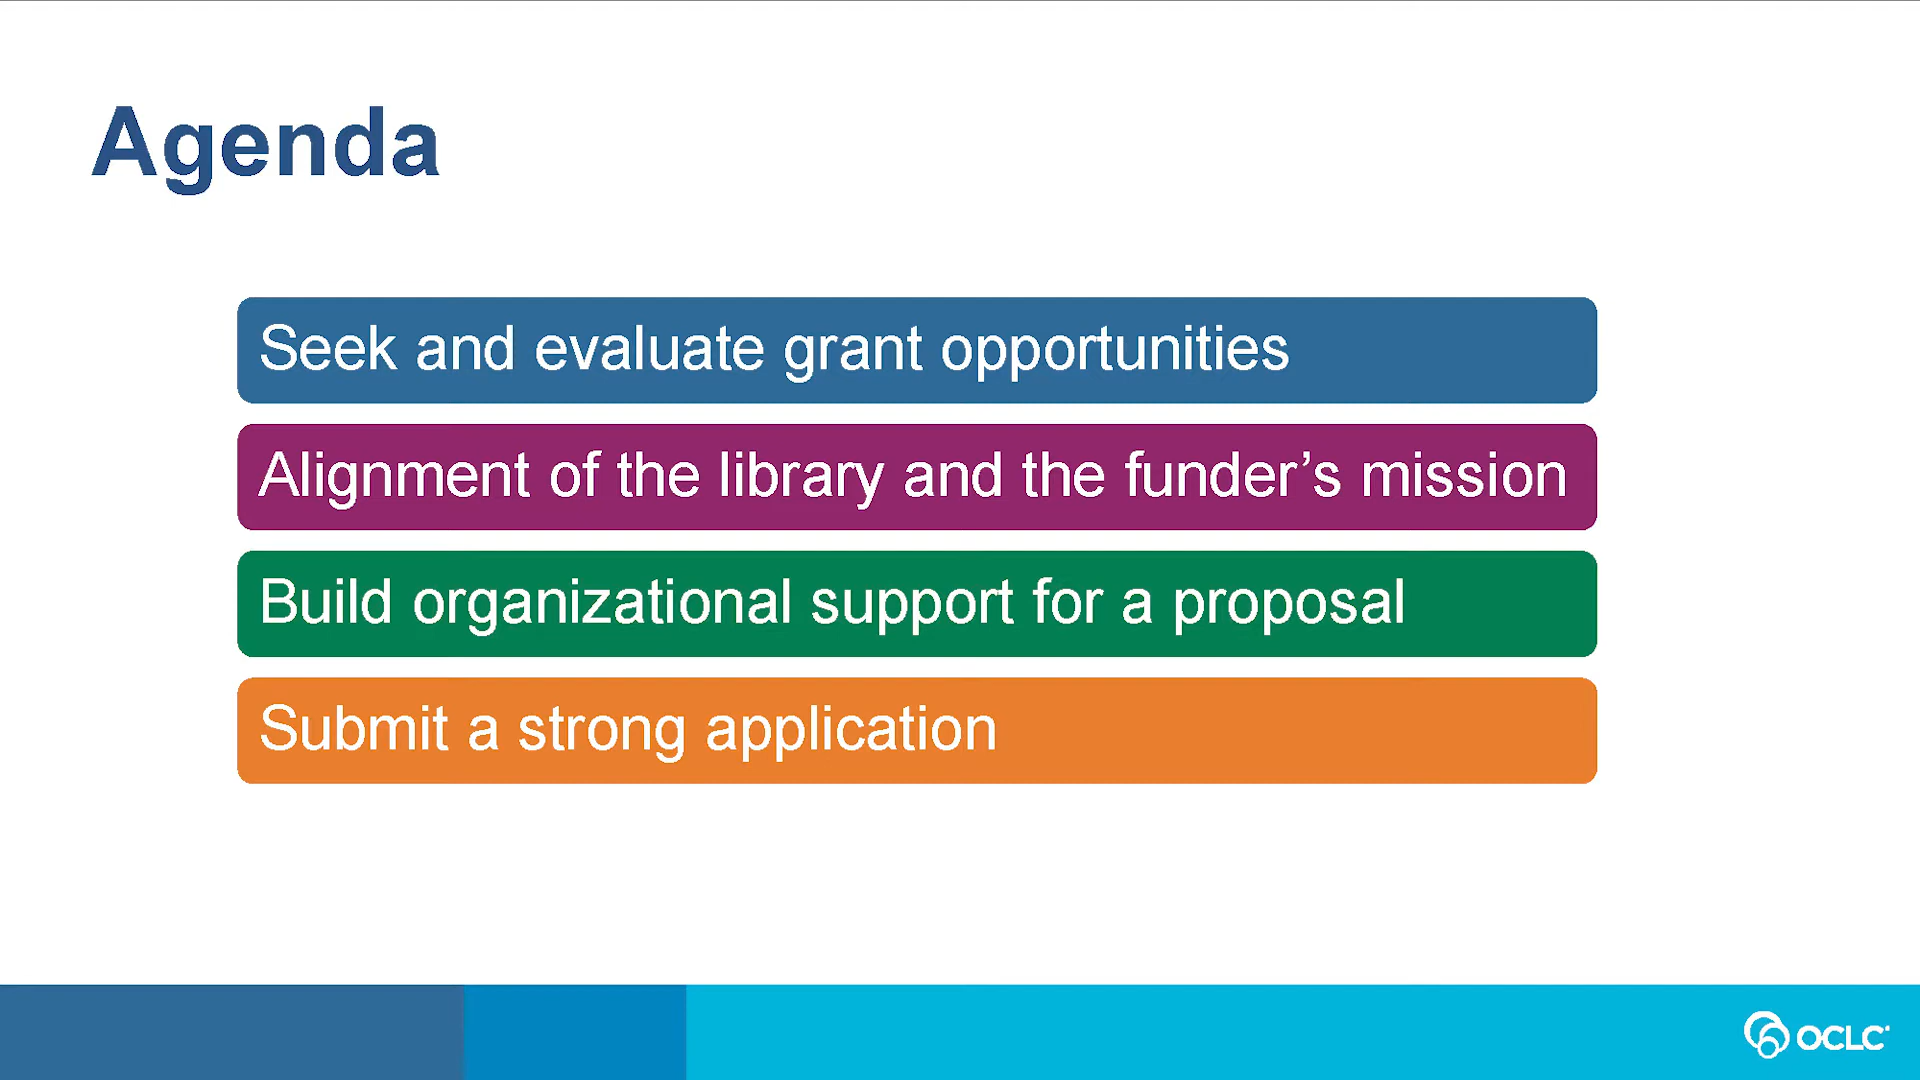 Agenda
Seek and evaluate grant opportunities
Alignment of the library and the funder’s mission
Build organizational support for a proposal
Submit a strong application
OCLC